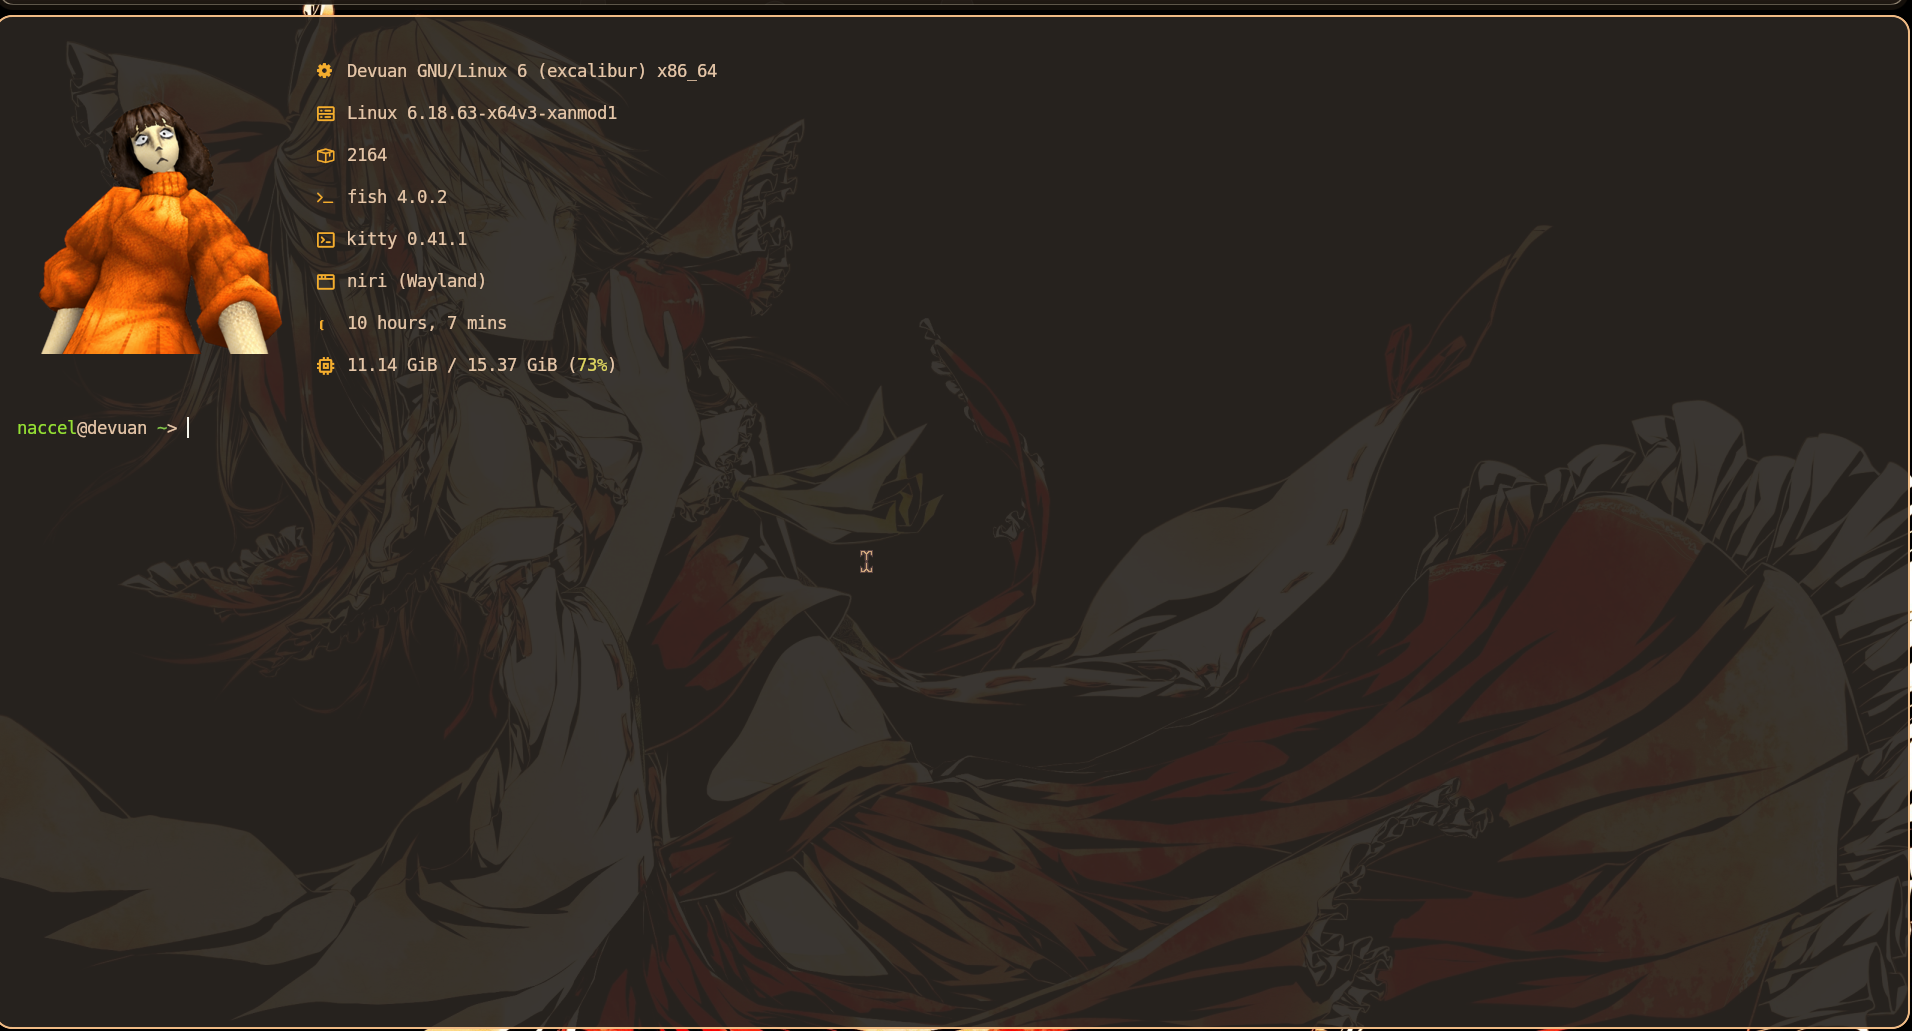 Devuan GNU/Linux 6 (excalibur) x86_64
Linux 6.18.63-x64v3-xanmod1
2164
fish 4.0.2
kitty 0.41.1
niri (Wayland)
10 hours, 7 mins
11.14 GiB / 15.37 GiB (73%)
naccel@devuan ~>